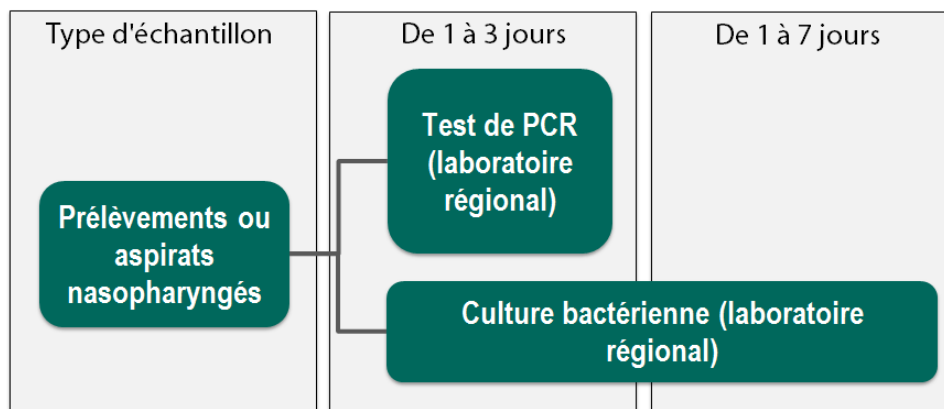 Type d'échantillon
De 1 à 3 jours
De 1 à 7 jours
Prélèvements ou
aspirats
nasopharyngés
Test de PCR
(laboratoire
régional)
Culture bactérienne (laboratoire
régional)